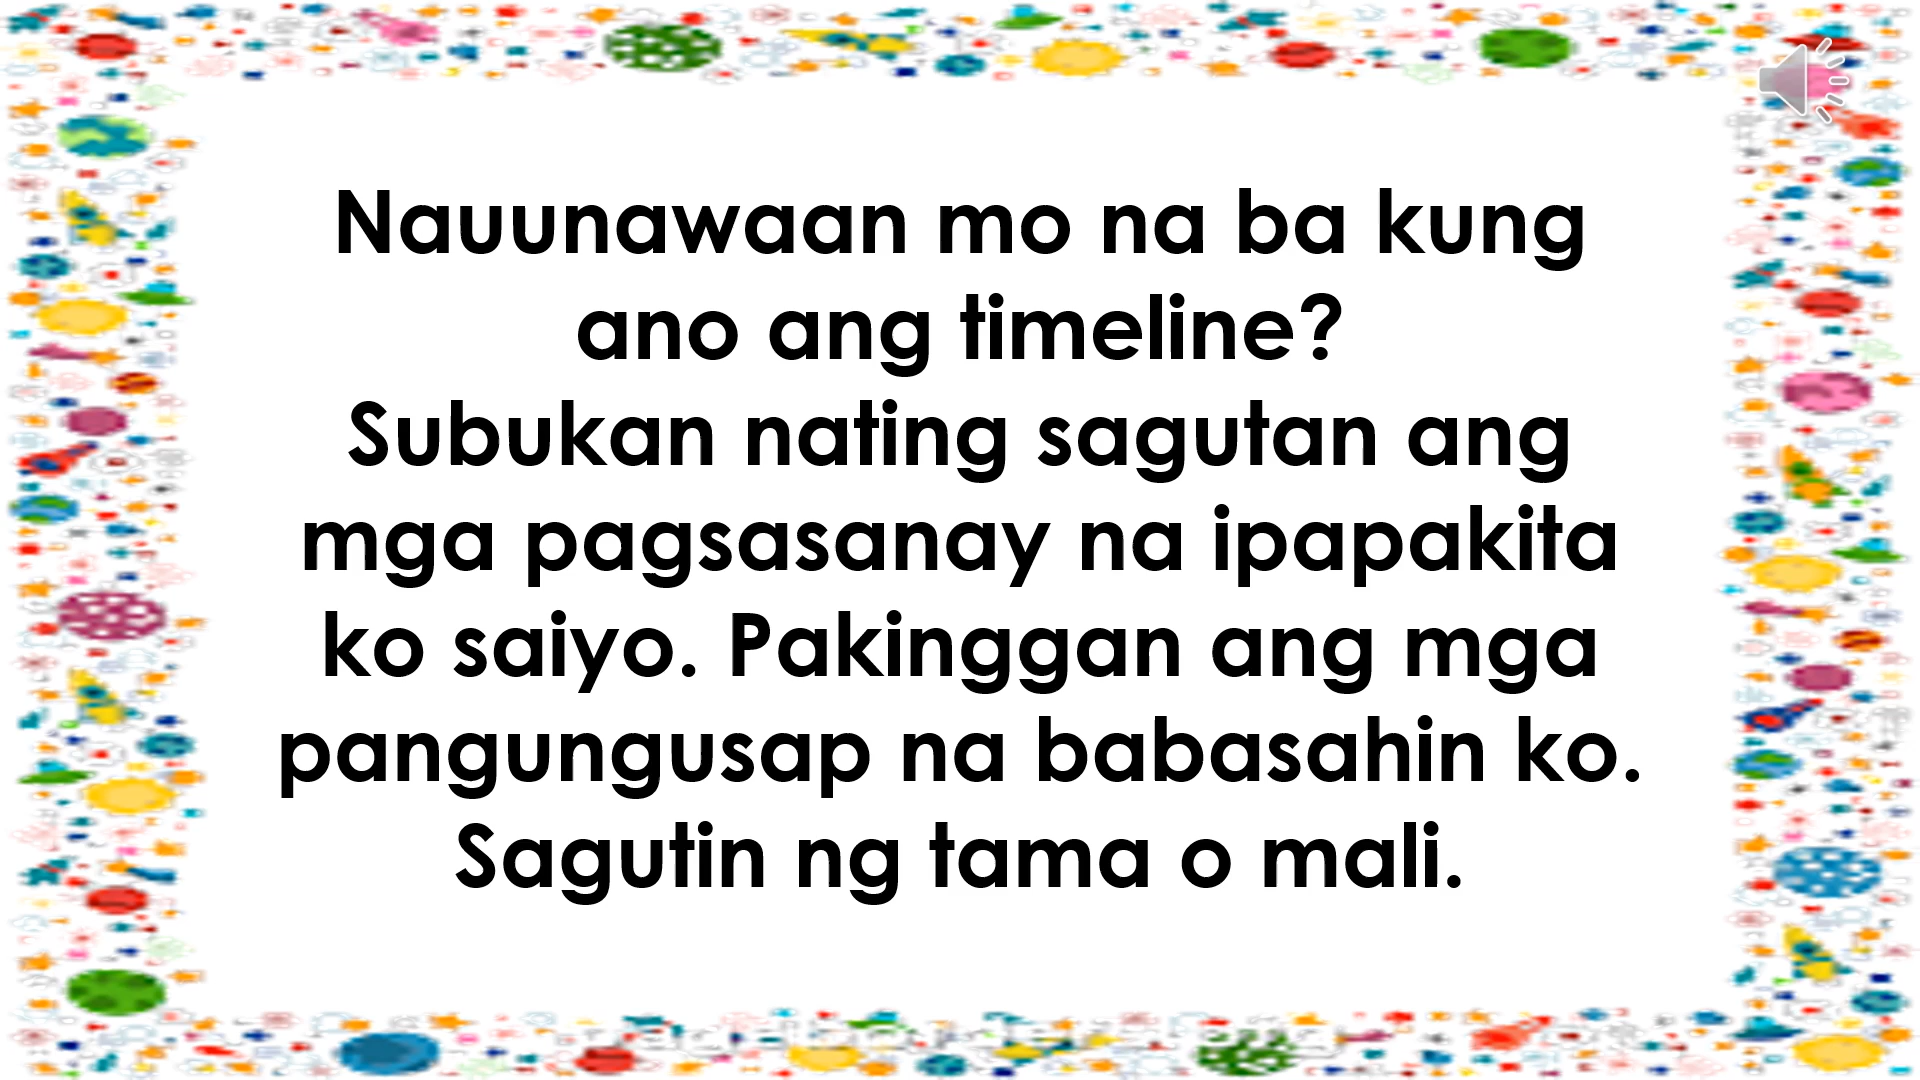 Nauunawaan mo na ba kung
ano ang timeline?
Subukan nating sagutan ang
mga pagsasanay na ipapakita
ko saiyo. Pakinggan ang mga
pangungusap na babasahin ko.
Sagutin ng tama o mali.